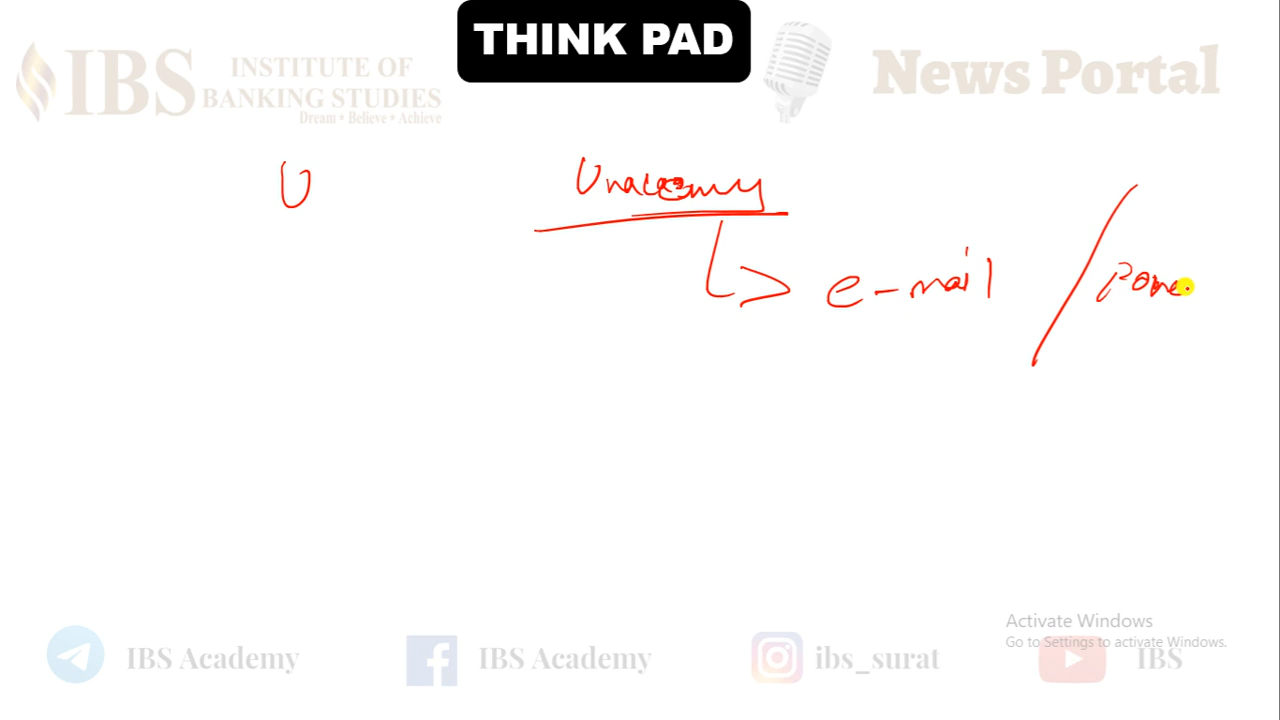 THINK PAD
IBS INSTITUTE OF
BANKING STUDIES
Dream • Believe • Achieve
News Portal
U
e-mail /
Activate Windows
Go to Settings to activate Windows.
IBS Academy
IBS Academy
ibs_surat
IBS